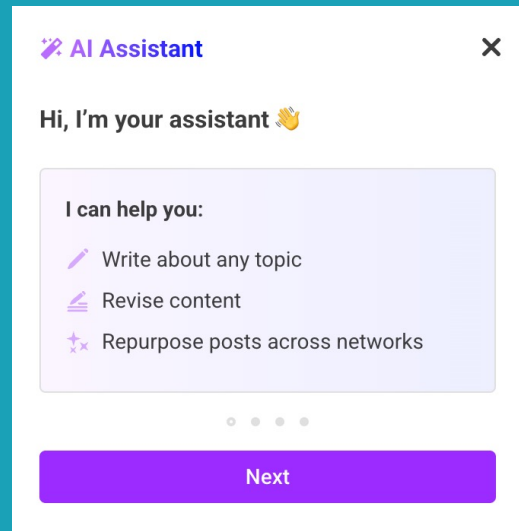 AI Assistant
Hi, I’m your assistant 👋
I can help you:
Write about any topic
Revise content
Repurpose posts across networks
Next